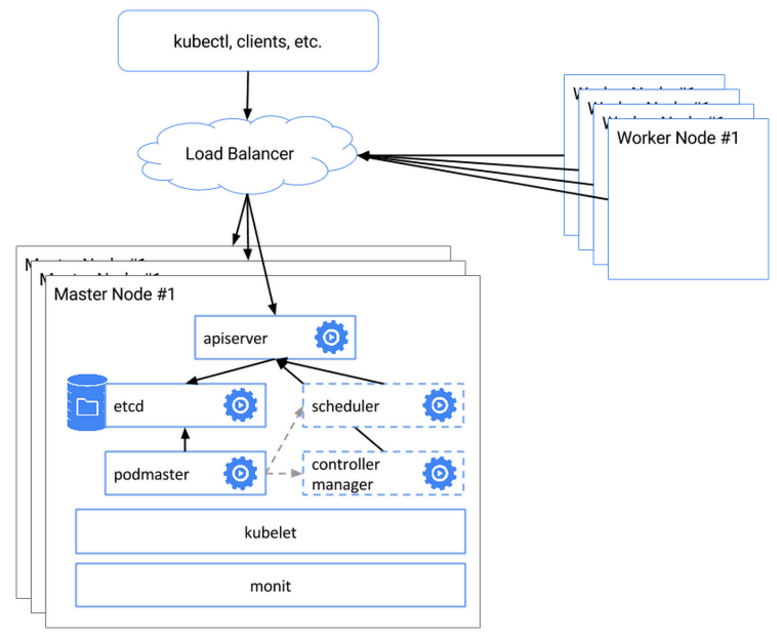 kubectl, clients, etc.
Load Balancer
Worker Node #1
Master Node #1
apiserver
etcd
scheduler
podmaster
controller
manager
kubelet
monit